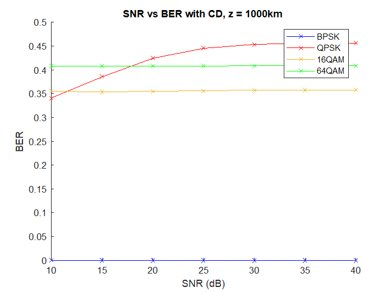 SNR vs BER with CD, z = 1000km
BPSK
QPSK
16QAM
64QAM
0.5
0.45
0.4
0.35
0.3
0.25
0.2
0.15
0.1
0.05
0
BER
10 15 20 25 30 35 40
SNR (dB)